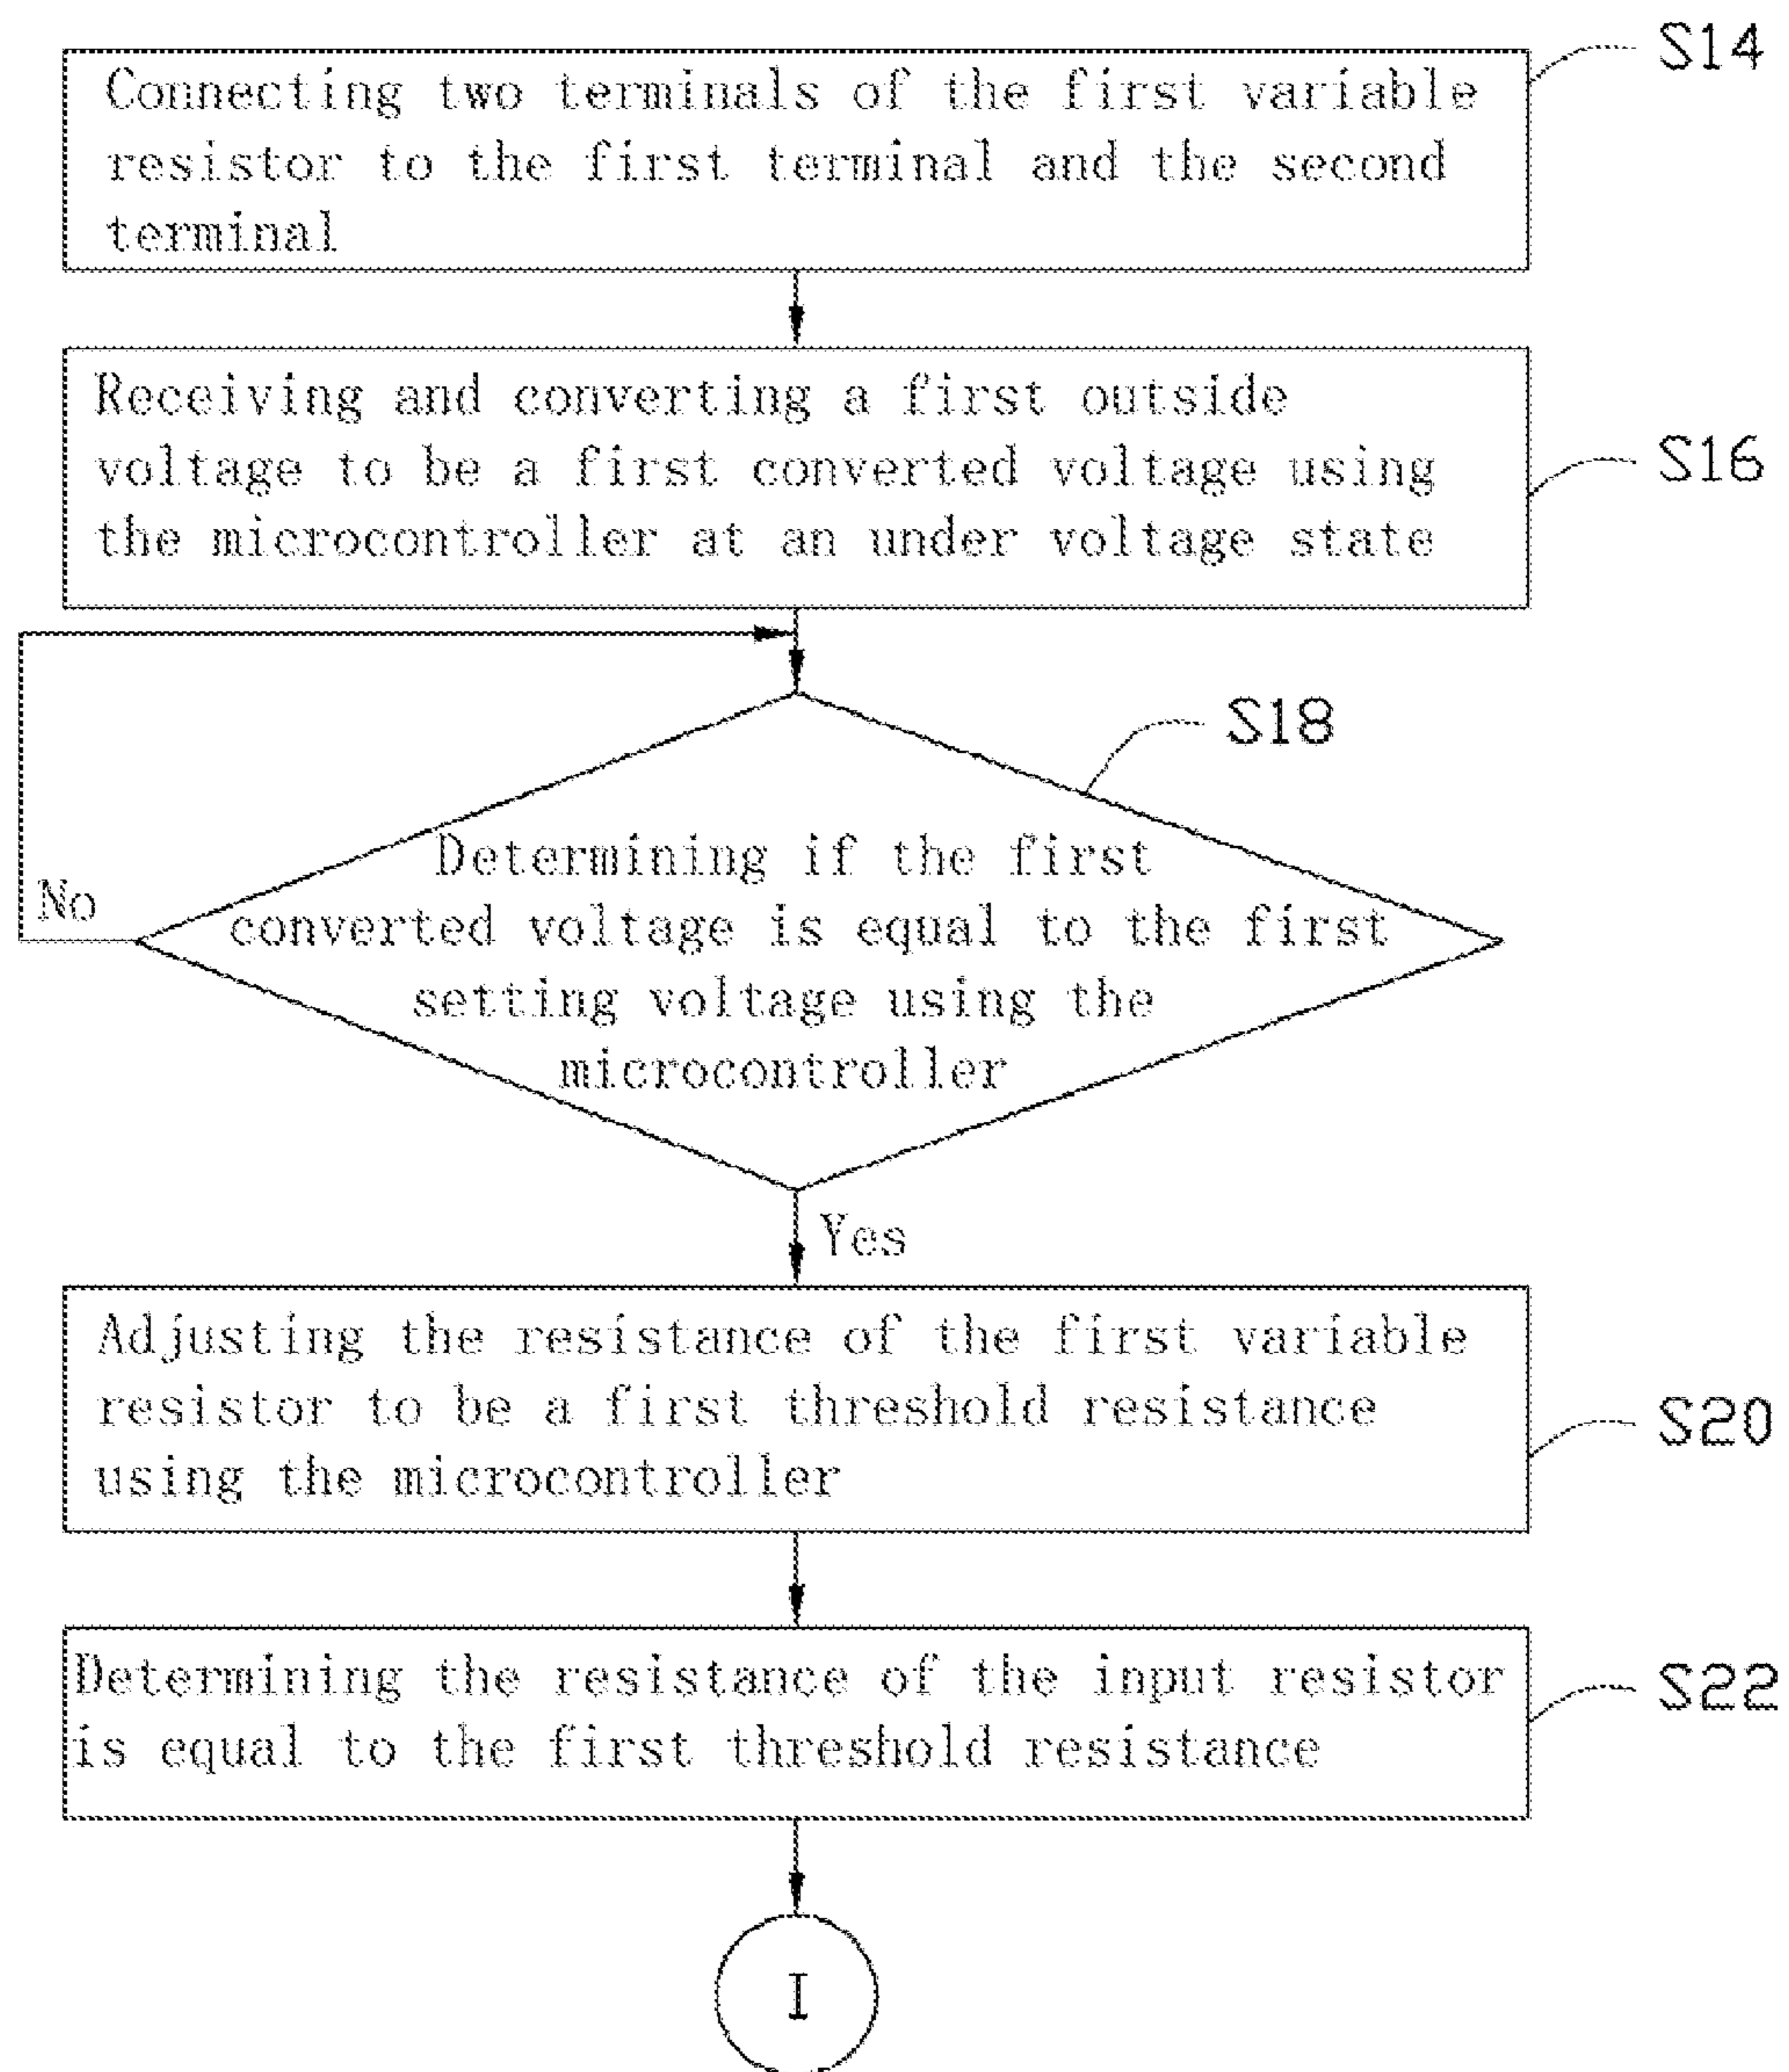 S14
Connecting two terminals of the first variable
resistor to the first terminal and the second
terminal
Receiving and converting a first outside
voltage to be a first converted voltage using
the microcontroller at an under voltage state
S16
S18
Determining if the first
converted voltage is equal to the first
setting voltage using the
microcontroller
No
Yes
Adjusting the resistance of the first variable
resistor to be a first threshold resistance
using the microcontroller
S20
Determining the resistance of the input resistor
is equal to the first threshold resistance
S22
I